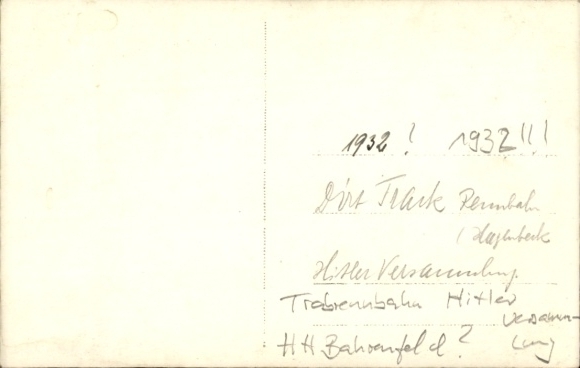 1932 ? 1932 !!!
Dirt Track Rennbahn
(Hagenbeck
Hitler Versammlung
Trabrennbahn Hitler
Versamm-
lung
HH Bahrenfeld ?